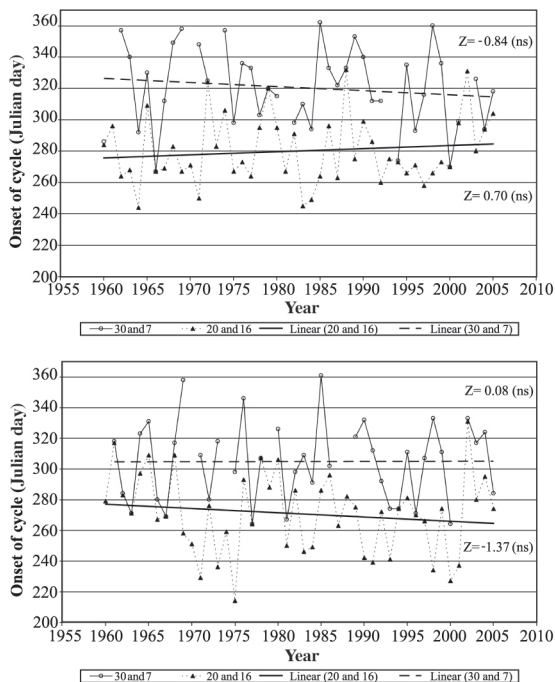 360
340
320
300
280
260
240
220
200
Onset of cycle (Julian day)
Z= -0.84 (ns)
Z= 0.70 (ns)
1955 1960 1965 1970 1975 1980 1985 1990 1995 2000 2005 2010
Year
30 and 7 20 and 16 Linear (20 and 16) Linear (30 and 7)
360
340
320
300
280
260
240
220
200
Onset of cycle (Julian day)
Z= 0.08 (ns)
Z= -1.37 (ns)
1955 1960 1965 1970 1975 1980 1985 1990 1995 2000 2005 2010
Year
30 and 7 20 and 16 Linear (20 and 16) Linear (30 and 7)